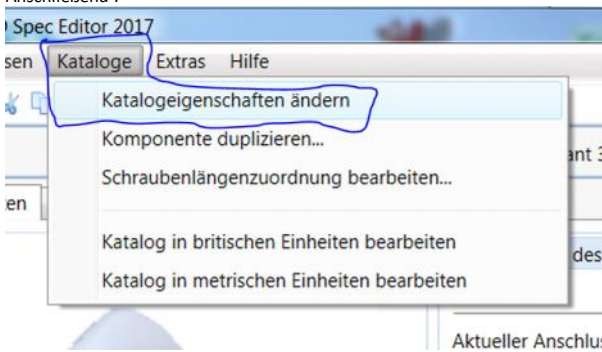 Spec Editor 2017
Kataloge Extras Hilfe
Katalogeigenschaften ändern
Komponente duplizieren...
ant 3
Schraubenlängenzuordnung bearbeiten...
en
Katalog in britischen Einheiten bearbeiten
des
Katalog in metrischen Einheiten bearbeiten
Aktueller Anschlus